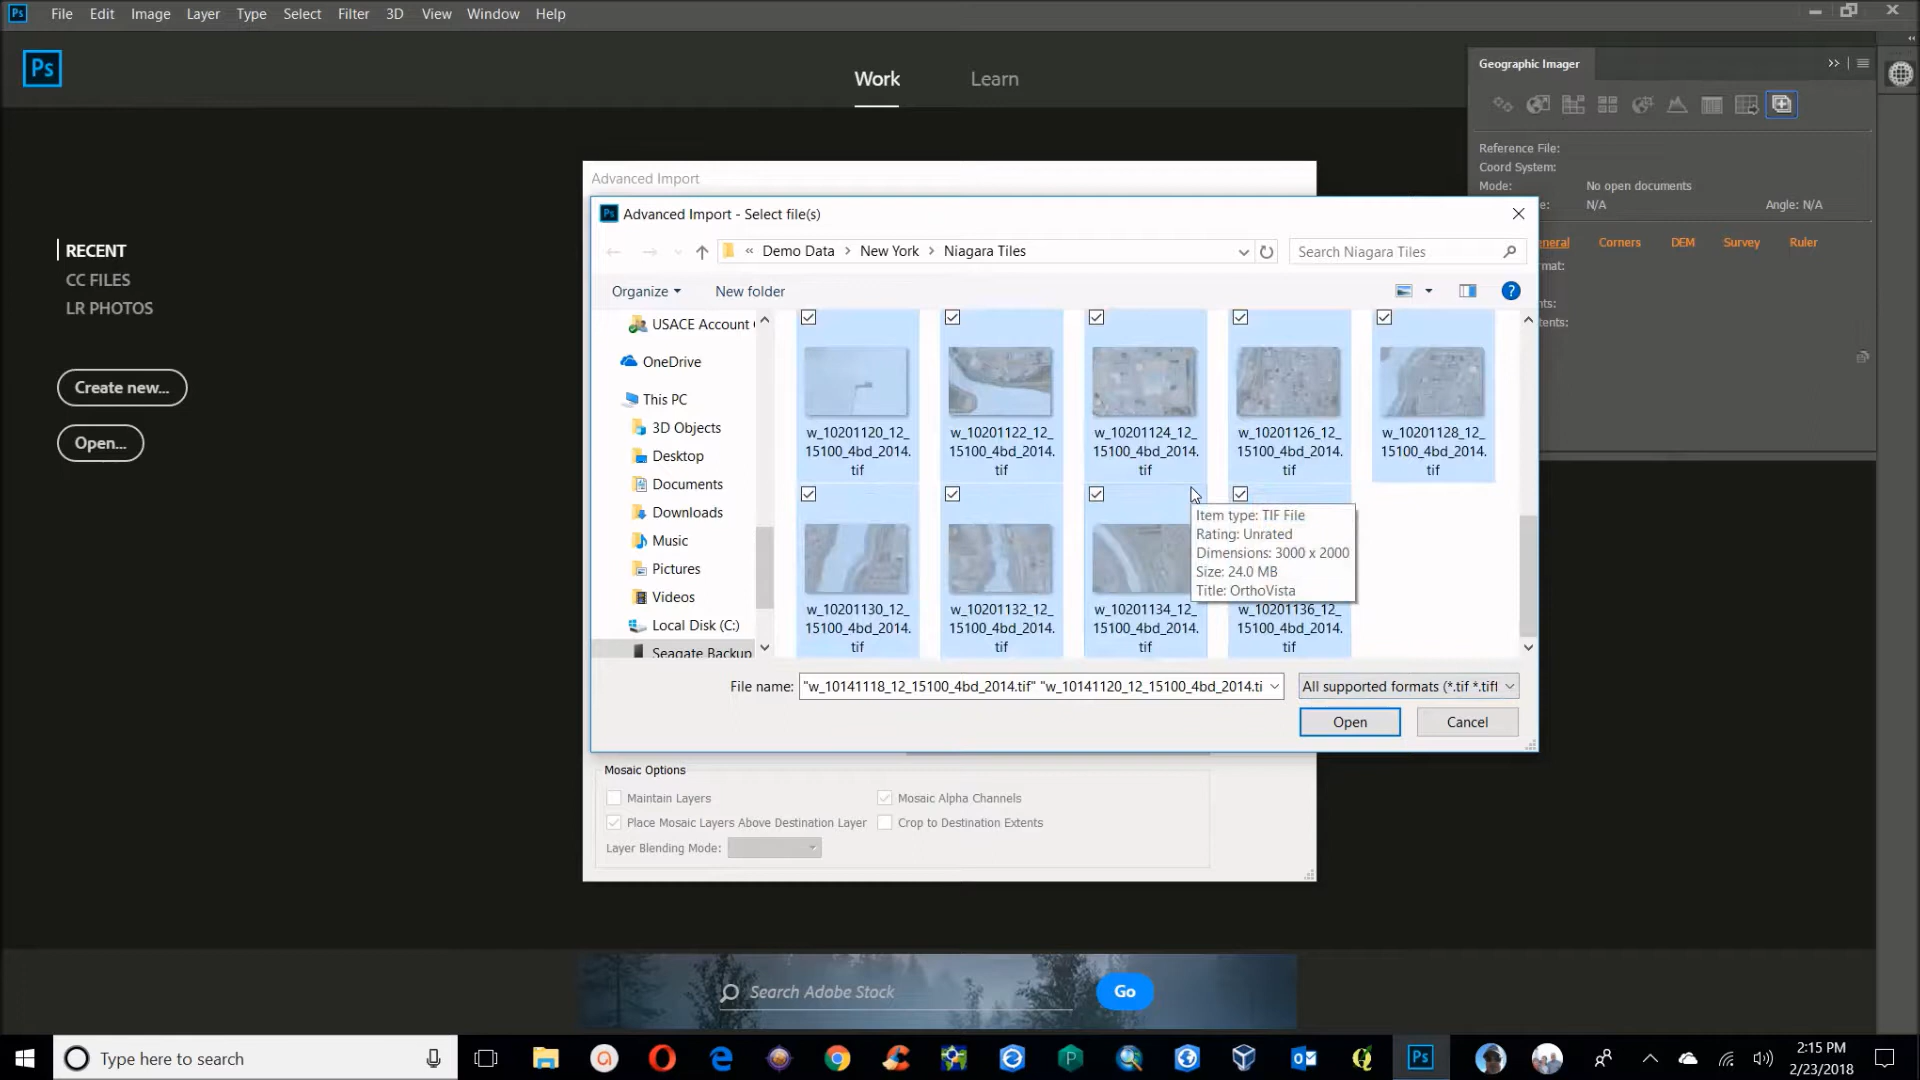 Ps File Edit Image Layer Type Select Filter 3D View Window Help
Ps
Work Learn
RECENT
CC FILES
LR PHOTOS
Create new...
Open...
Geographic Imager
Reference File:
Coord System:
Mode: No open documents
N/A Angle: N/A
Corners DEM Survey Ruler
Advanced Import
Ps Advanced Import - Select file(s)
« Demo Data New York Niagara Tiles
Search Niagara Tiles
Organize New folder
?
USACE Account
OneDrive
This PC
3D Objects
Desktop
Documents
Downloads
Music
Pictures
Videos
Local Disk (C:)
Seagate Backup
w_10201120_12_
15100_4bd_2014.
tif
w_10201122_12_
15100_4bd_2014.
tif
w_10201124_12_
15100_4bd_2014.
tif
w_10201126_12_
15100_4bd_2014.
tif
w_10201128_12_
15100_4bd_2014.
tif
w_10201130_12_
15100_4bd_2014.
tif
w_10201132_12_
15100_4bd_2014.
tif
w_10201134_12_
15100_4bd_2014.
tif
w_10201136_12_
15100_4bd_2014.
tif
Item type: TIF File
Rating: Unrated
Dimensions: 3000 x 2000
Size: 24.0 MB
Title: OrthoVista
File name: "w_10141118_12_15100_4bd_2014.tif" "w_10141120_12_15100_4bd_2014.ti
All supported formats (*.tif *.tiff
Open Cancel
Mosaic Options
Maintain Layers Mosaic Alpha Channels
Place Mosaic Layers Above Destination Layer Crop to Destination Extents
Layer Blending Mode:
Search Adobe Stock Go
Type here to search
Ps
2:15 PM
2/23/2018